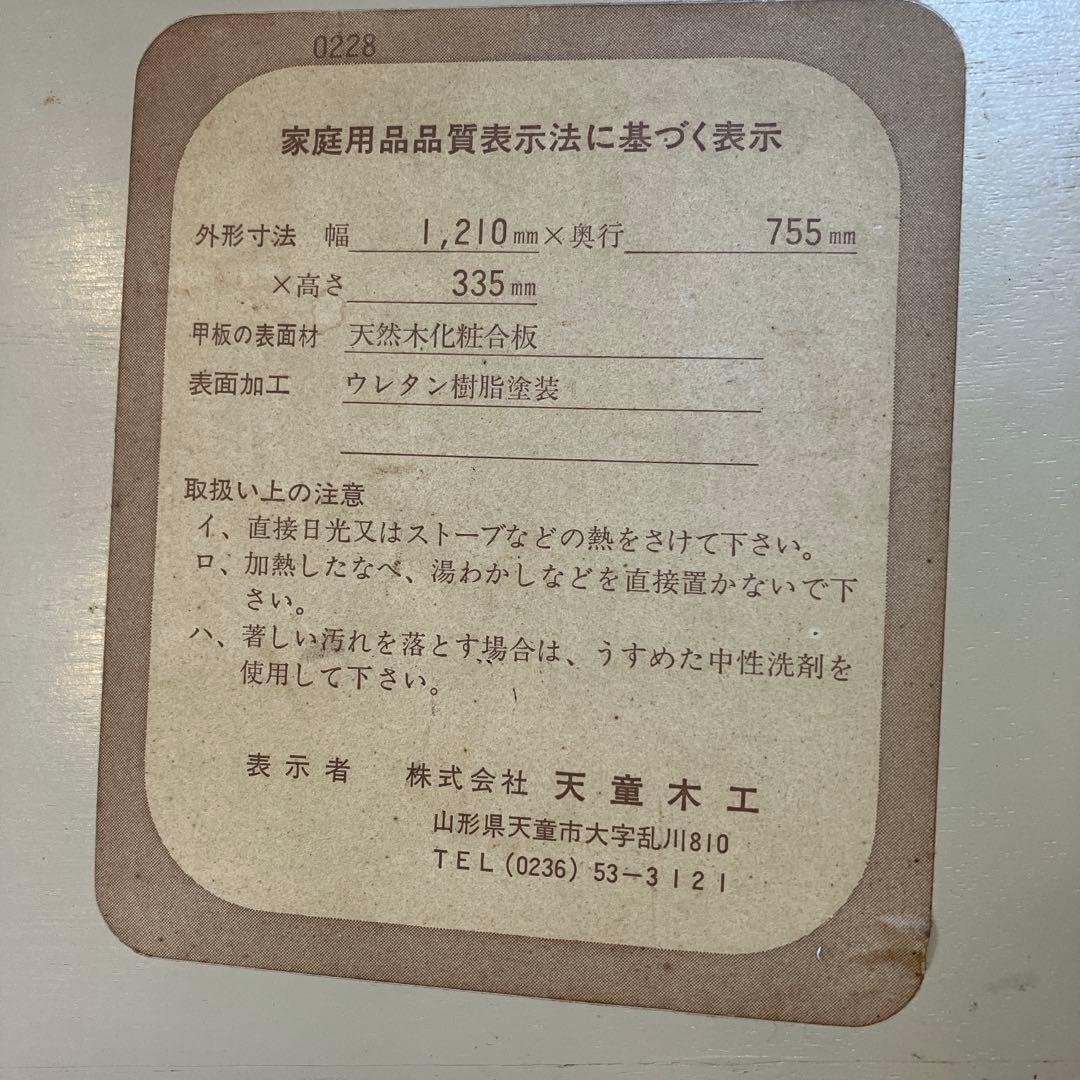 0228
家庭用品品質表示法に基づく表示
外形寸法 幅 1,210mm×奥行 755mm
×高さ 335mm
甲板の表面材 天然木化粧合板
表面加工 ウレタン樹脂塗装
取扱い上の注意
イ、直接日光又はストーブなどの熱をさけて下さい。
ロ、加熱したなべ、湯わかしなどを直接置かないで下
さい。
ハ、著しい汚れを落とす場合は、うすめた中性洗剤を
使用して下さい。
表示者 株式会社 天童木工
山形県天童市大字乱川810
TEL(0236)53-3121